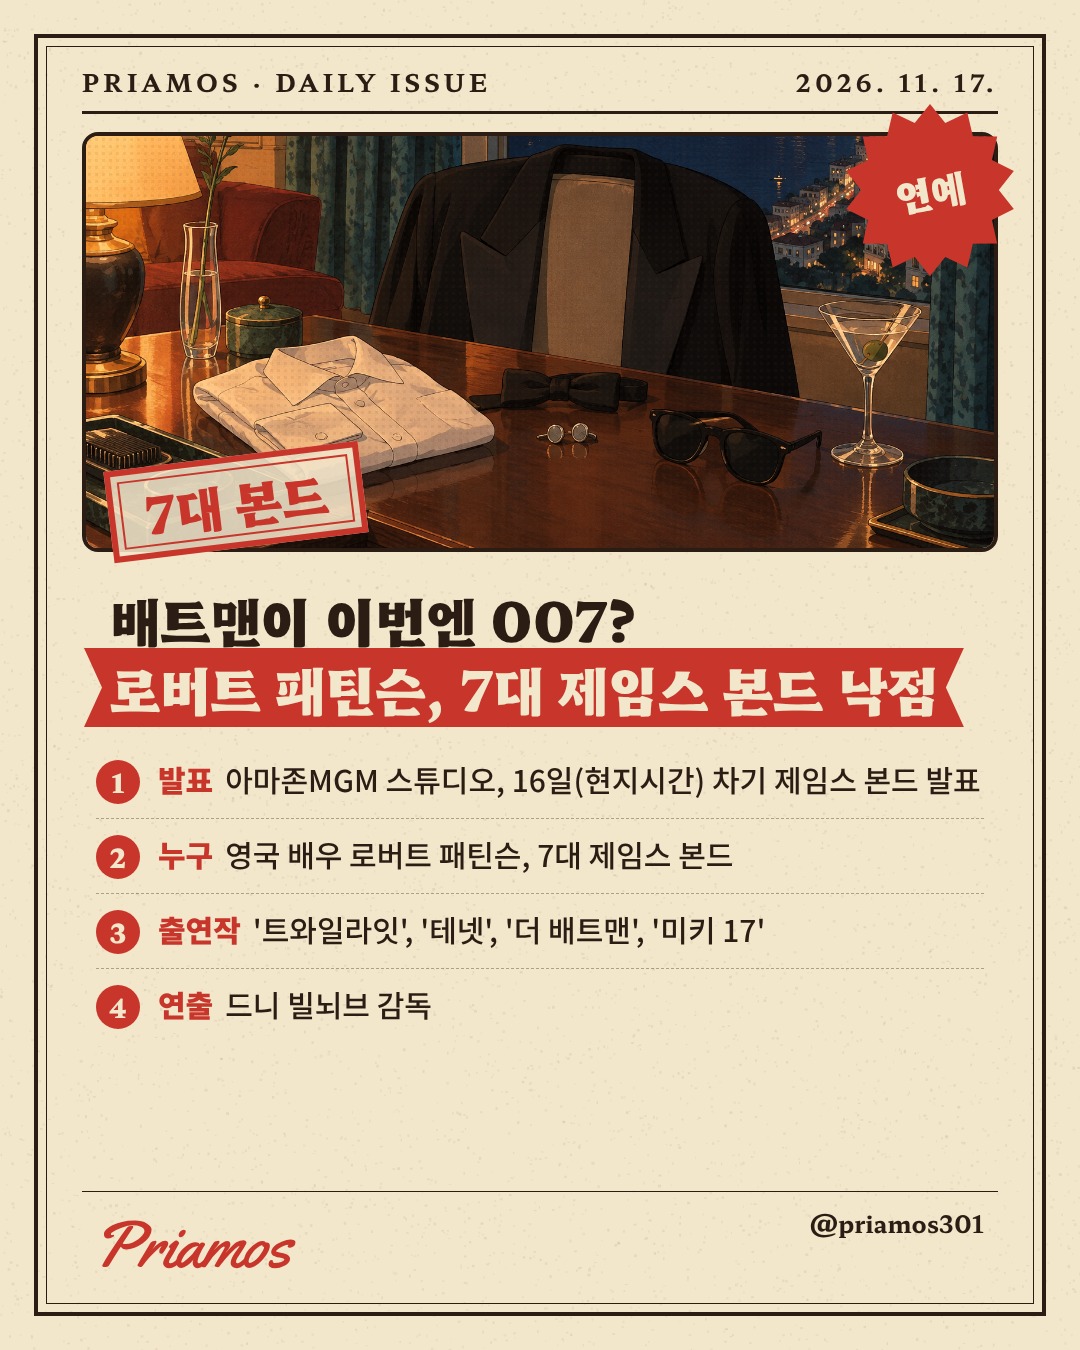 PRIAMOS · DAILY ISSUE
2026. 11. 17.
연예
7대 본드
배트맨이 이번엔 007?
로버트 패틴슨, 7대 제임스 본드 낙점
1 발표 아마존MGM 스튜디오, 16일(현지시간) 차기 제임스 본드 발표
2 누구 영국 배우 로버트 패틴슨, 7대 제임스 본드
3 출연작 '트와일라잇', '테넷', '더 배트맨', '미키 17'
4 연출 드니 빌뇌브 감독
Priamos
@priamos301